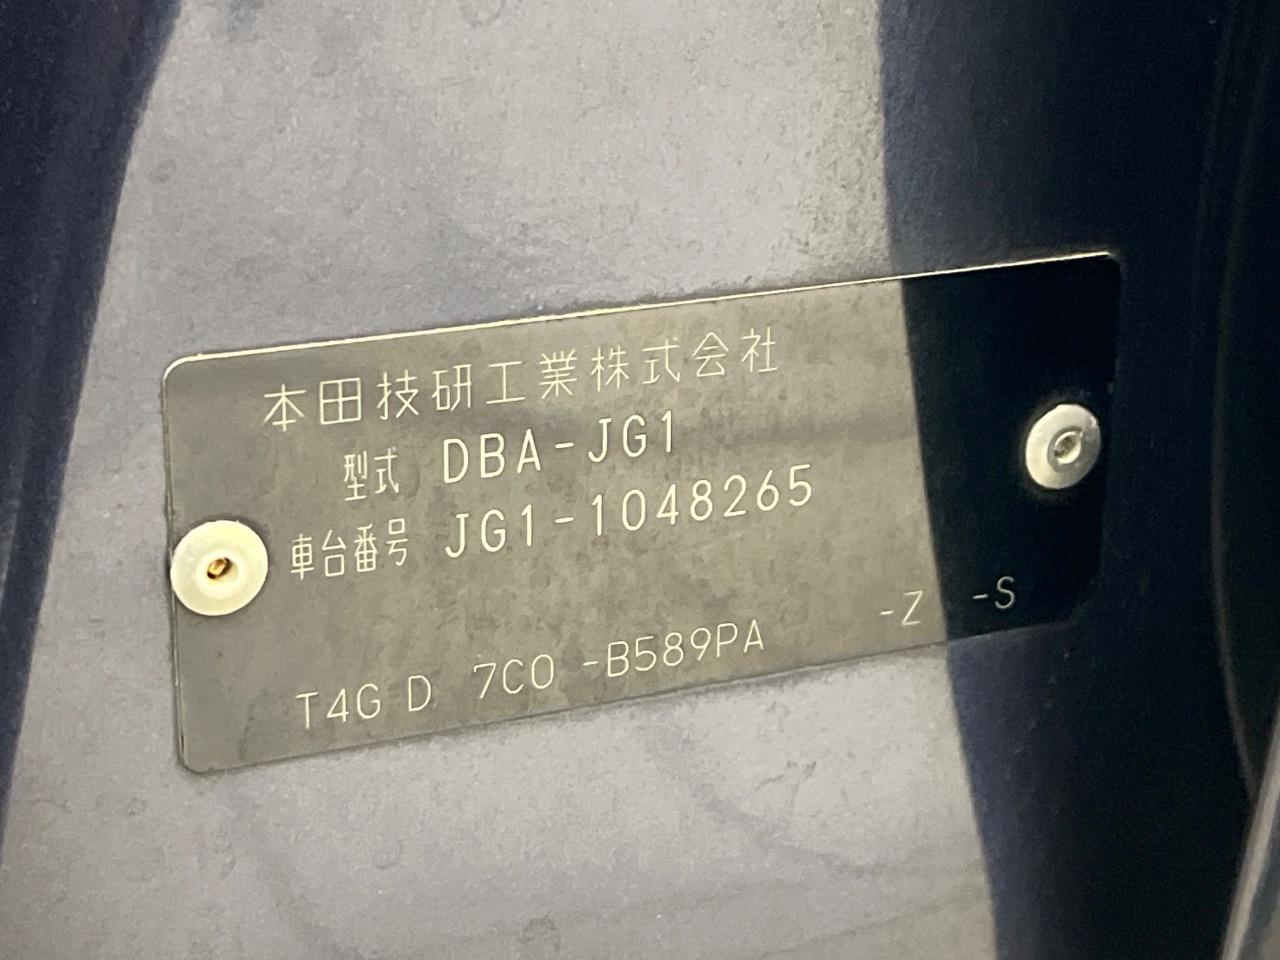 本田技研工業株式会社
型式 DBA-JG1
車台番号 JG1-1048265
T4G D 7C0 -B589PA -Z -S